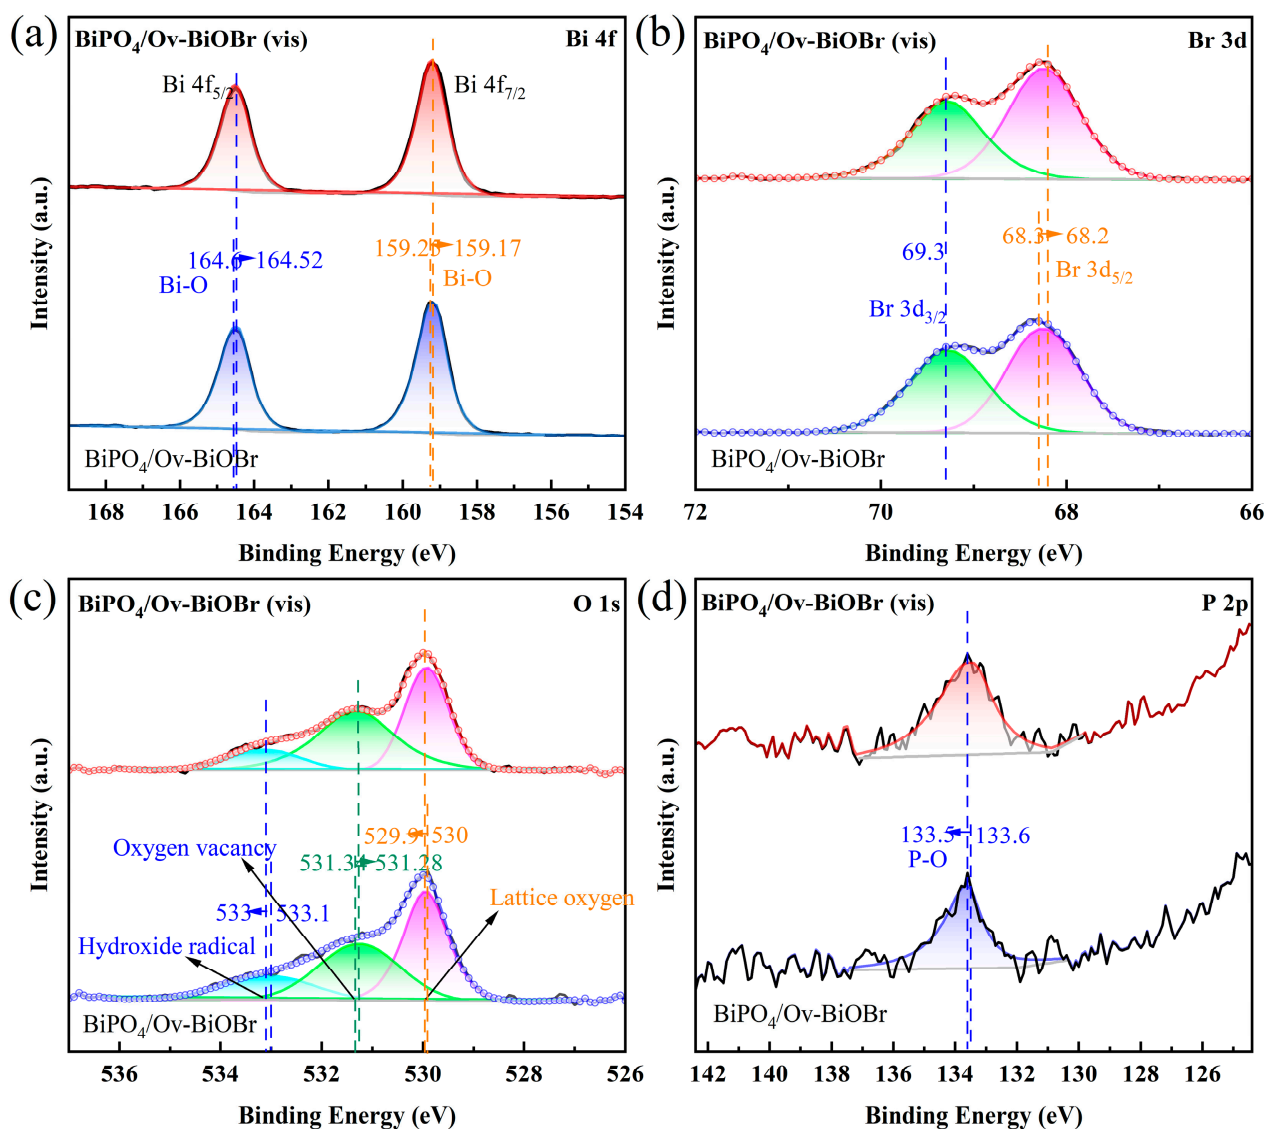 (a)
BiPO4/Ov-BiOBr (vis)
Bi 4f
Bi 4f5/2
Bi 4f7/2
164.6 164.52
Bi-O
159.25 159.17
Bi-O
BiPO4/Ov-BiOBr
Intensity (a.u.)
168 166 164 162 160 158 156 154
Binding Energy (eV)
(b)
BiPO4/Ov-BiOBr (vis)
Br 3d
69.3
Br 3d3/2
68.3 68.2
Br 3d5/2
BiPO4/Ov-BiOBr
Intensity (a.u.)
72 70 68 66
Binding Energy (eV)
(c)
BiPO4/Ov-BiOBr (vis)
O 1s
529.9 530
Oxygen vacancy
531.34 531.28
Lattice oxygen
533 533.1
Hydroxide radical
BiPO4/Ov-BiOBr
Intensity (a.u.)
536 534 532 530 528 526
Binding Energy (eV)
(d)
BiPO4/Ov-BiOBr (vis)
P 2p
133.5 133.6
P-O
BiPO4/Ov-BiOBr
Intensity (a.u.)
142 140 138 136 134 132 130 128 126 124
Binding Energy (eV)